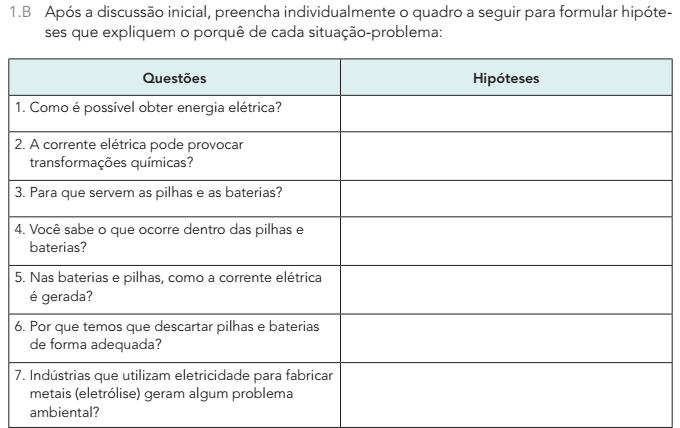 1.B Após a discussão inicial, preencha individualmente o quadro a seguir para formular hipóte-
ses que expliquem o porquê de cada situação-problema:
Questões
Hipóteses
1. Como é possível obter energia elétrica?
2. A corrente elétrica pode provocar
transformações químicas?
3. Para que servem as pilhas e as baterias?
4. Você sabe o que ocorre dentro das pilhas e
baterias?
5. Nas baterias e pilhas, como a corrente elétrica
é gerada?
6. Por que temos que descartar pilhas e baterias
de forma adequada?
7. Indústrias que utilizam eletricidade para fabricar
metais (eletrólise) geram algum problema
ambiental?